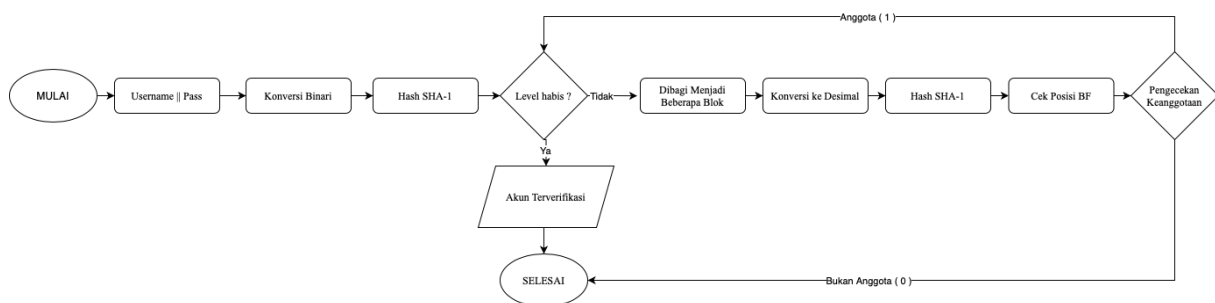 Anggota ( 1 )
MULAI
Username || Pass
Konversi Binari
Hash SHA-1
Level habis ?
Tidak
Dibagi Menjadi
Beberapa Blok
Konversi ke Desimal
Hash SHA-1
Cek Posisi BF
Pengecekan
Keanggotaan
Ya
Akun Terverifikasi
SELESAI
Bukan Anggota ( 0 )